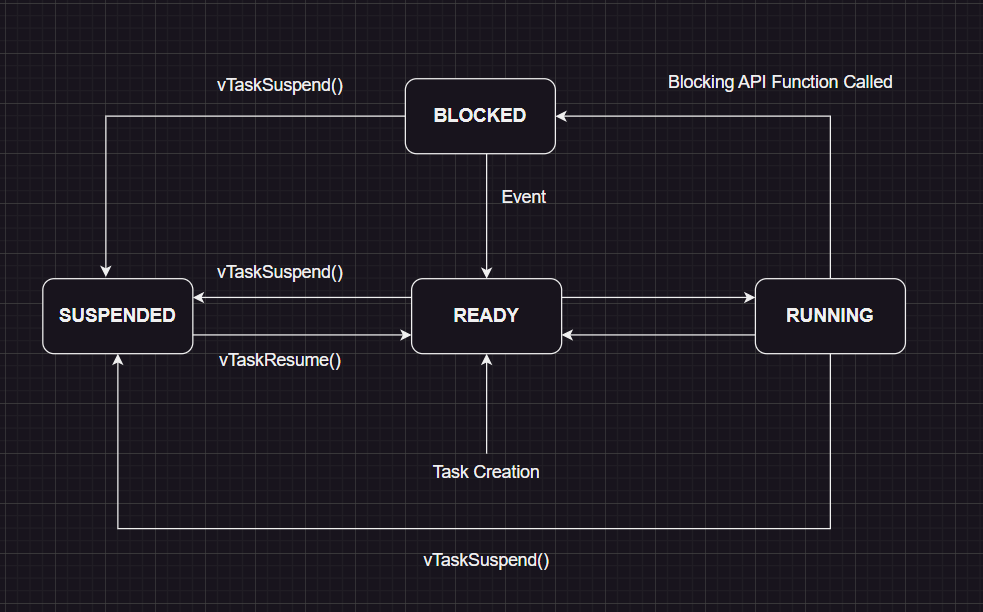 Blocking API Function Called
vTaskSuspend()
BLOCKED
Event
vTaskSuspend()
SUSPENDED
READY
RUNNING
vTaskResume()
Task Creation
vTaskSuspend()